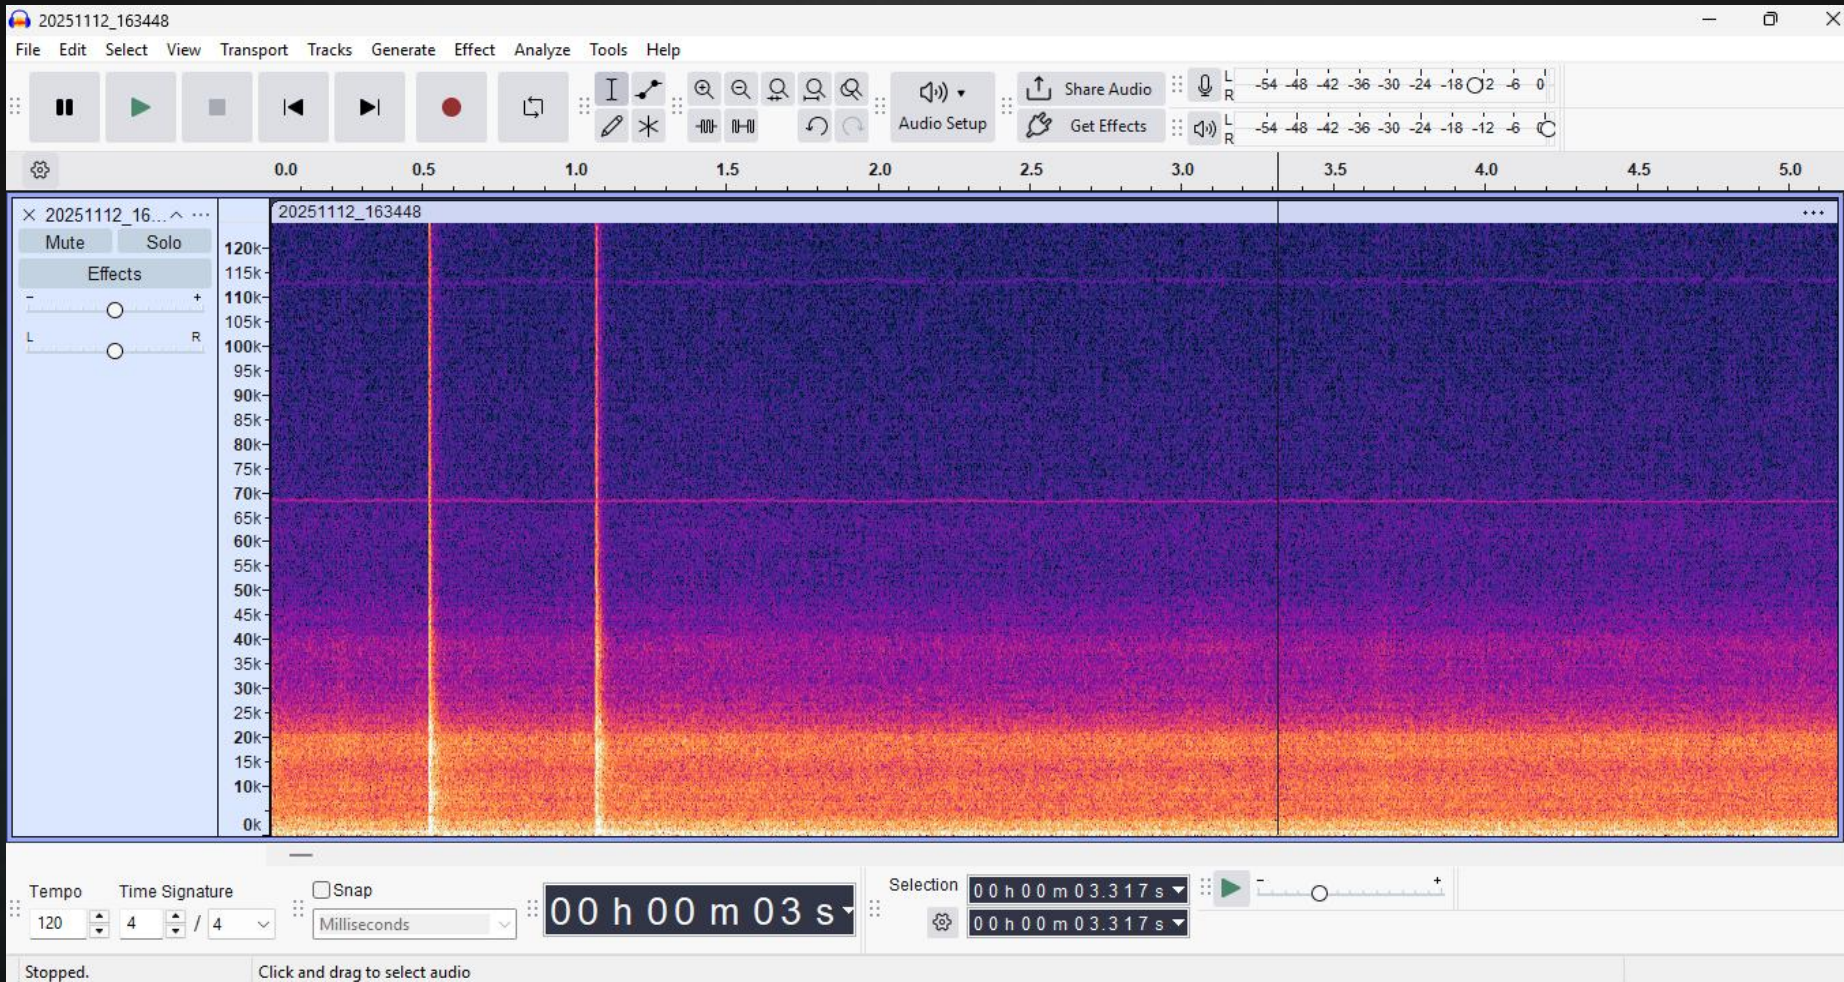 20251112_163448
File Edit Select View Transport Tracks Generate Effect Analyze Tools Help
Audio Setup
Share Audio
Get Effects
L
R
-54 -48 -42 -36 -30 -24 -18 12 -6 0
L
R
-54 -48 -42 -36 -30 -24 -18 -12 -6
0.0 0.5 1.0 1.5 2.0 2.5 3.0 3.5 4.0 4.5 5.0
20251112_16...
20251112_163448
Mute Solo
Effects
- +
L R
120k
115k
110k
105k
100k
95k
90k
85k
80k
75k
70k
65k
60k
55k
50k
45k
40k
35k
30k
25k
20k
15k
10k
0k
Tempo
120
Time Signature
4 / 4
Snap
Milliseconds
00 h 00 m 03 s
Selection
00 h 00 m 03.317 s
00 h 00 m 03.317 s
- +
Stopped.
Click and drag to select audio